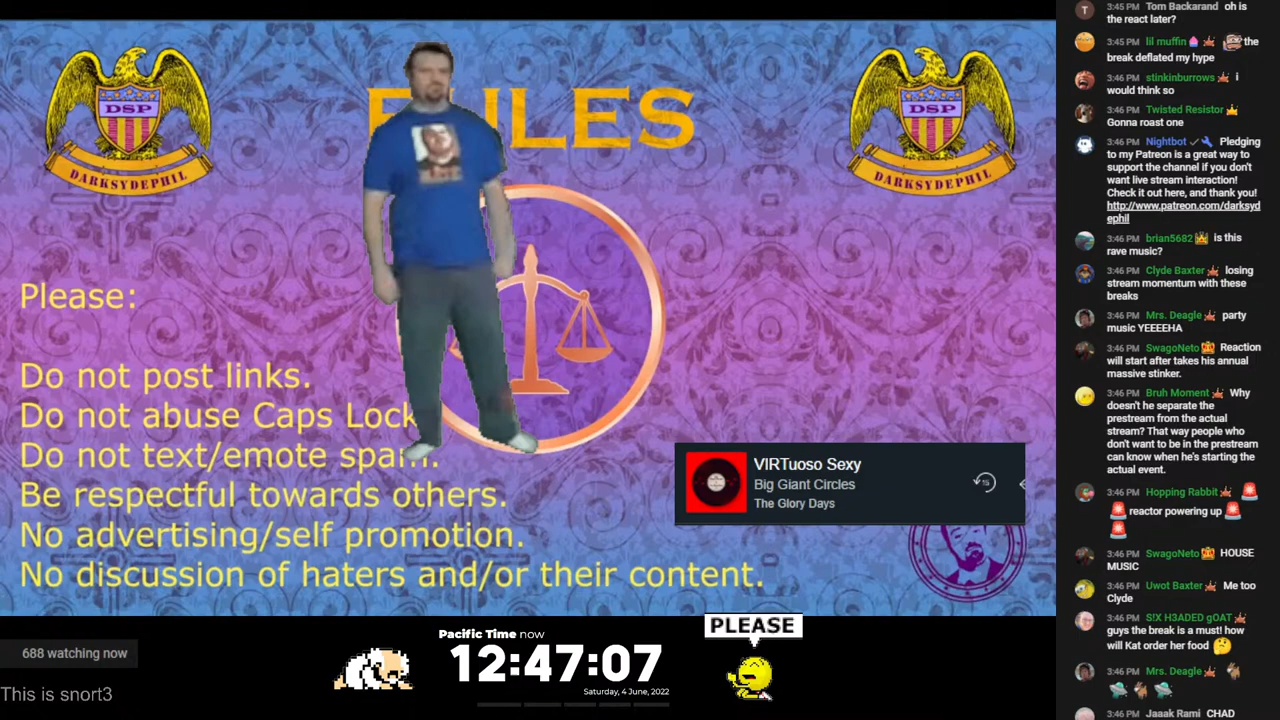 DSP
DARKSYDEPHIL
RULES
DSP
DARKSYDEPHIL
Please:
Do not post links.
Do not abuse Caps Lock
Do not text/emote spam.
Be respectful towards others.
No advertising/self promotion.
No discussion of haters and/or their content.
VIRTuoso Sexy
Big Giant Circles
The Glory Days
15
688 watching now
This is snort3
Pacific Time now
12:47:07
Saturday, 4 June, 2022
PLEASE
3:45 PM Tom Backarand oh is
the react later?
3:45 PM lil muffin the
break deflated my hype
3:46 PM stinkinburrows i
would think so
3:46 PM Twisted Resistor
Gonna roast one
3:46 PM Nightbot Pledging
to my Patreon is a great way to
support the channel if you don't
want live stream interaction!
Check it out here, and thank you!
http://www.patreon.com/darksyd
ephil
3:46 PM brian5682 is this
rave music?
3:46 PM Clyde Baxter losing
stream momentum with these
breaks
3:46 PM Mrs. Deagle party
music YEEEEHA
3:46 PM SwagoNeto Reaction
will start after takes his annual
massive stinker.
3:46 PM Bruh Moment Why
doesn't he separate the
prestream from the actual
stream? That way people who
don't want to be in the prestream
can know when he's starting the
actual event.
3:46 PM Hopping Rabbit
reactor powering up
3:46 PM SwagoNeto HOUSE
MUSIC
3:46 PM Uwot Baxter Me too
Clyde
3:46 PM S!X H3ADED gOAT
guys the break is a must! how
will Kat order her food
3:46 PM Mrs. Deagle
3:46 PM Jaaak Rami CHAD